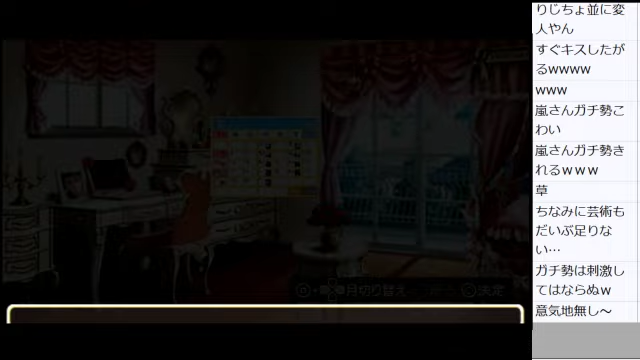 りじちょ並に変
人やん
すぐキスしたが
るwwww
www
嵐さんガチ勢こ
わい
嵐さんガチ勢き
れるｗｗｗ
草
ちなみに芸術も
だいぶ足りな
い…
ガチ勢は刺激し
てはならぬｗ
意気地無し～
月切り替え
決定